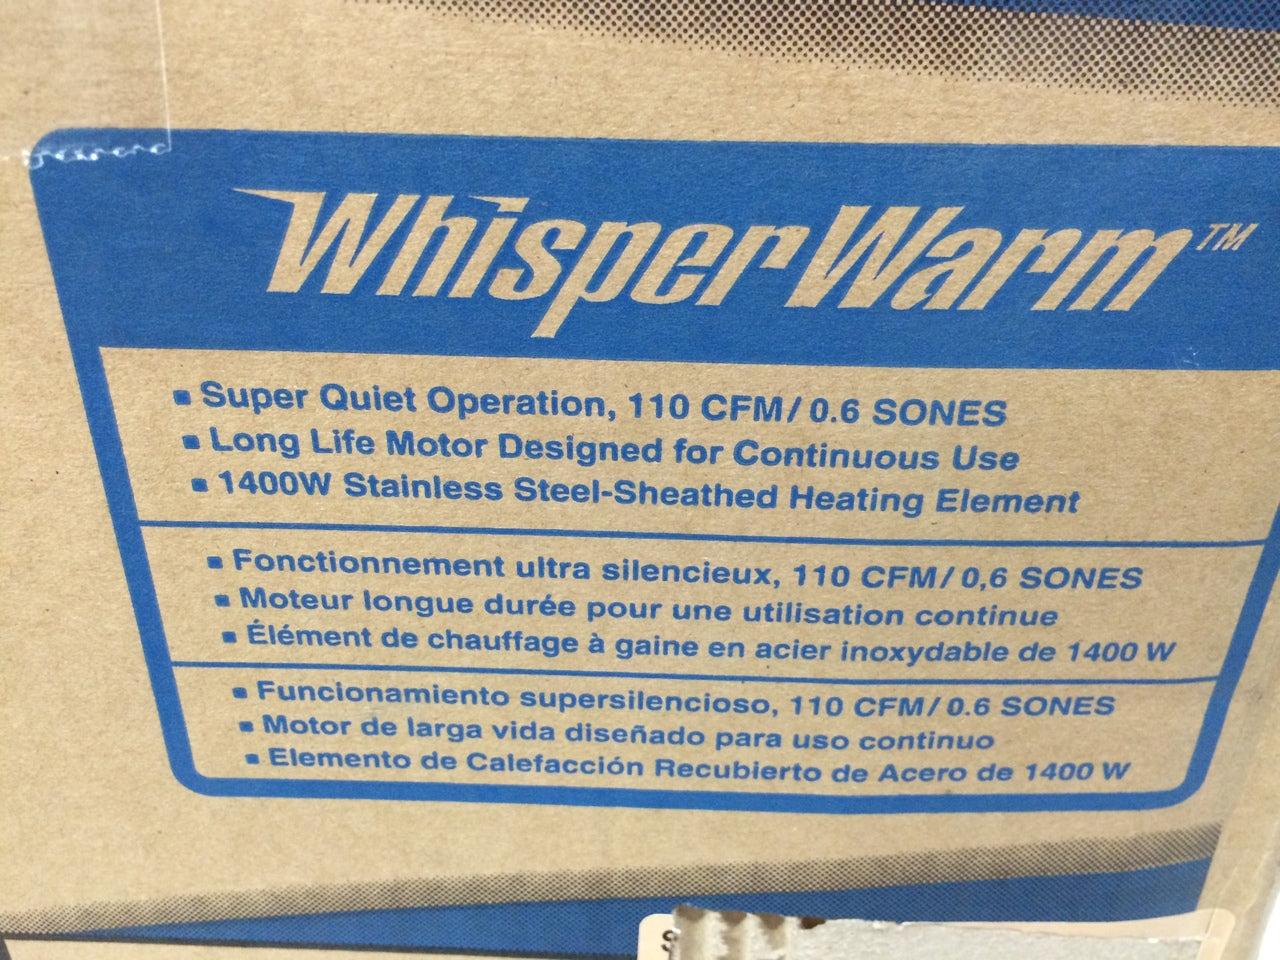 WhisperWarm™
▪ Super Quiet Operation, 110 CFM/ 0.6 SONES
▪ Long Life Motor Designed for Continuous Use
▪ 1400W Stainless Steel-Sheathed Heating Element
▪ Fonctionnement ultra silencieux, 110 CFM/ 0,6 SONES
▪ Moteur longue durée pour une utilisation continue
▪ Élément de chauffage à gaine en acier inoxydable de 1400 W
▪ Funcionamiento supersilencioso, 110 CFM/ 0.6 SONES
▪ Motor de larga vida diseñado para uso continuo
▪ Elemento de Calefacción Recubierto de Acero de 1400 W